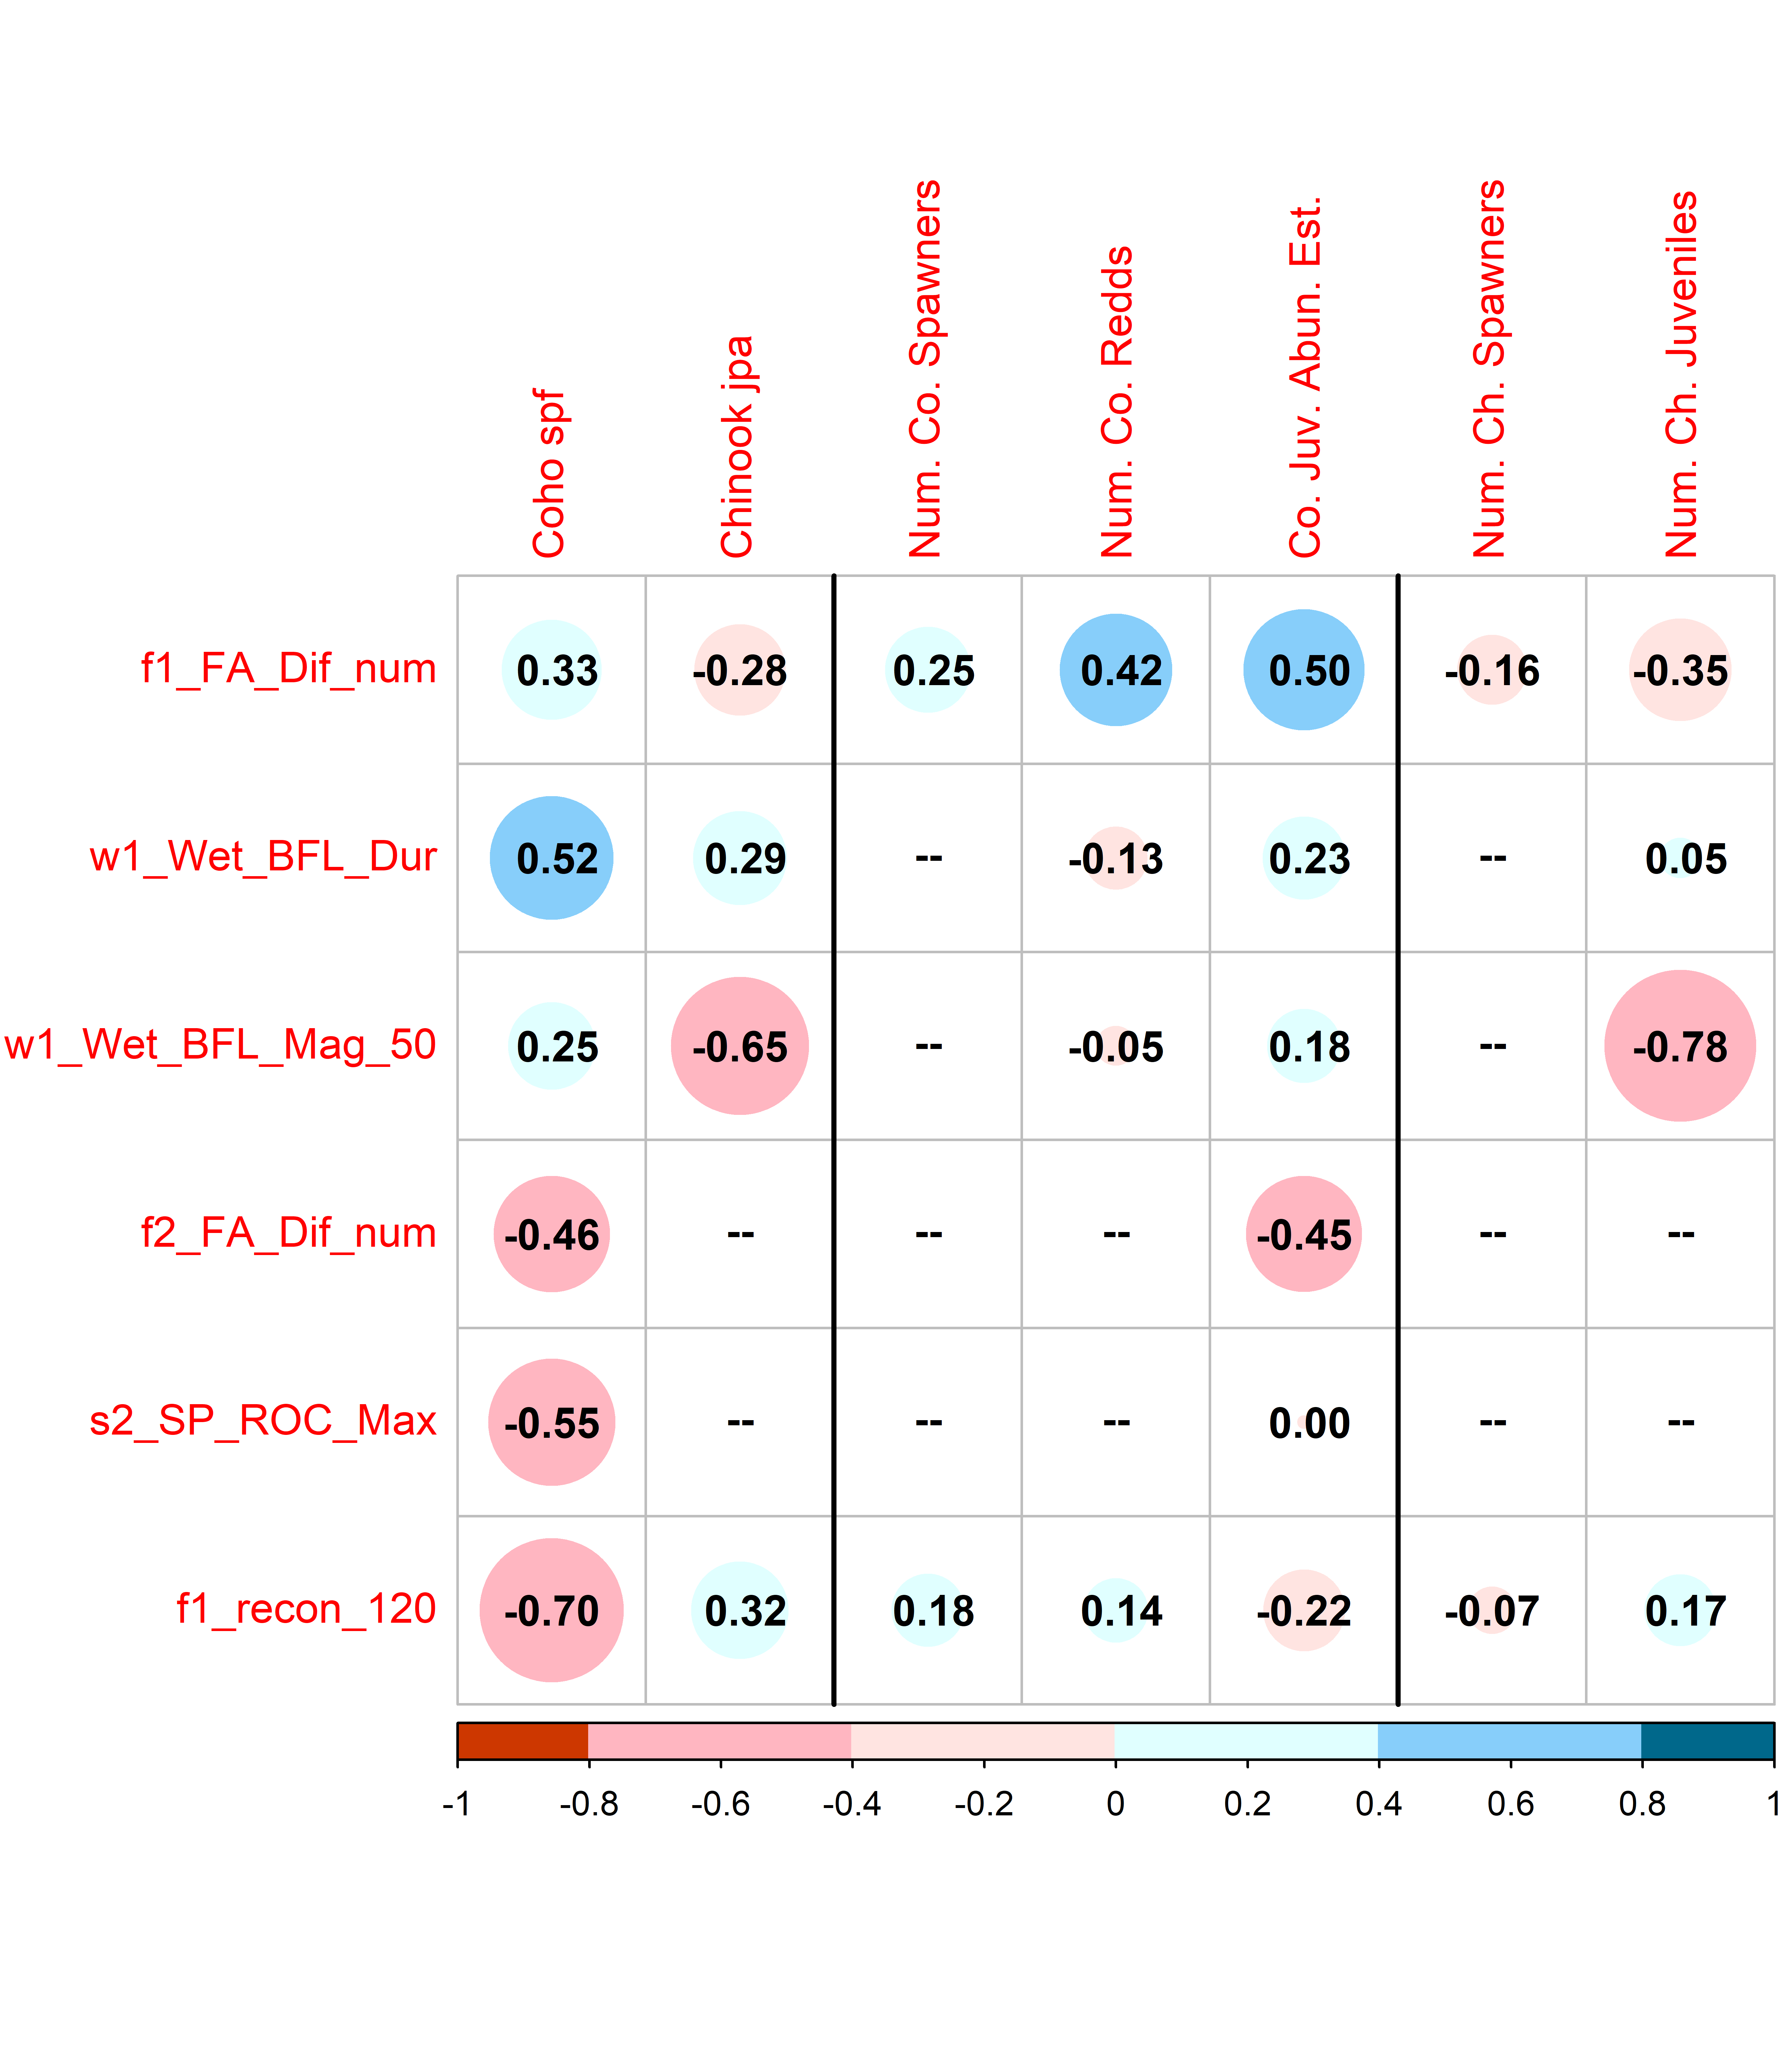 Coho spf
Chinook jpa
Num. Co. Spawners
Num. Co. Redds
Co. Juv. Abun. Est.
Num. Ch. Spawners
Num. Ch. Juveniles
f1_FA_Dif_num 0.33 -0.28 0.25 0.42 0.50 -0.16 -0.35
w1_Wet_BFL_Dur 0.52 0.29 -- -0.13 0.23 -- 0.05
w1_Wet_BFL_Mag_50 0.25 -0.65 -- -0.05 0.18 -- -0.78
f2_FA_Dif_num -0.46 -- -- -- -0.45 -- --
s2_SP_ROC_Max -0.55 -- -- -- 0.00 -- --
f1_recon_120 -0.70 0.32 0.18 0.14 -0.22 -0.07 0.17
-1 -0.8 -0.6 -0.4 -0.2 0 0.2 0.4 0.6 0.8 1